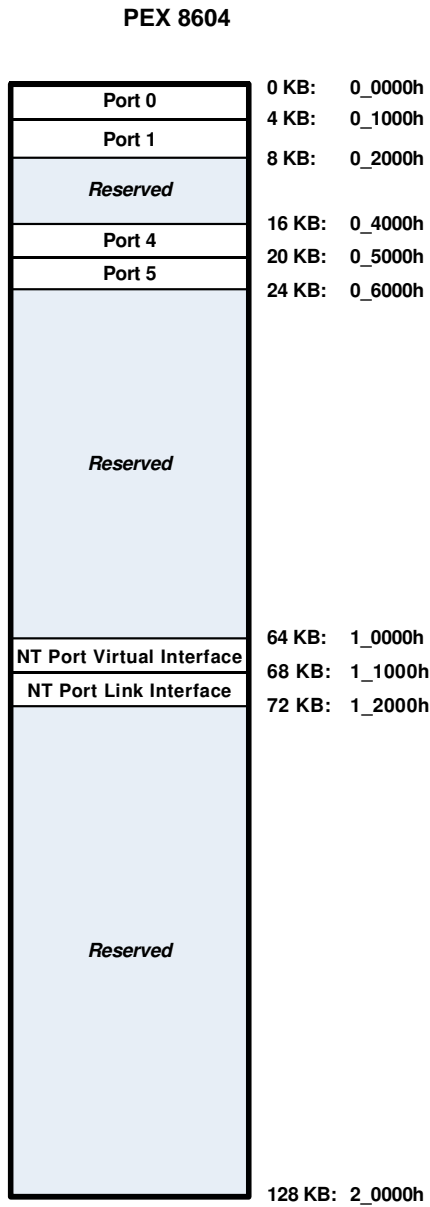 PEX 8604
0 KB: 0_0000h
Port 0
4 KB: 0_1000h
Port 1
8 KB: 0_2000h
Reserved
16 KB: 0_4000h
Port 4
20 KB: 0_5000h
Port 5
24 KB: 0_6000h
Reserved
64 KB: 1_0000h
NT Port Virtual Interface
68 KB: 1_1000h
NT Port Link Interface
72 KB: 1_2000h
Reserved
128 KB: 2_0000h